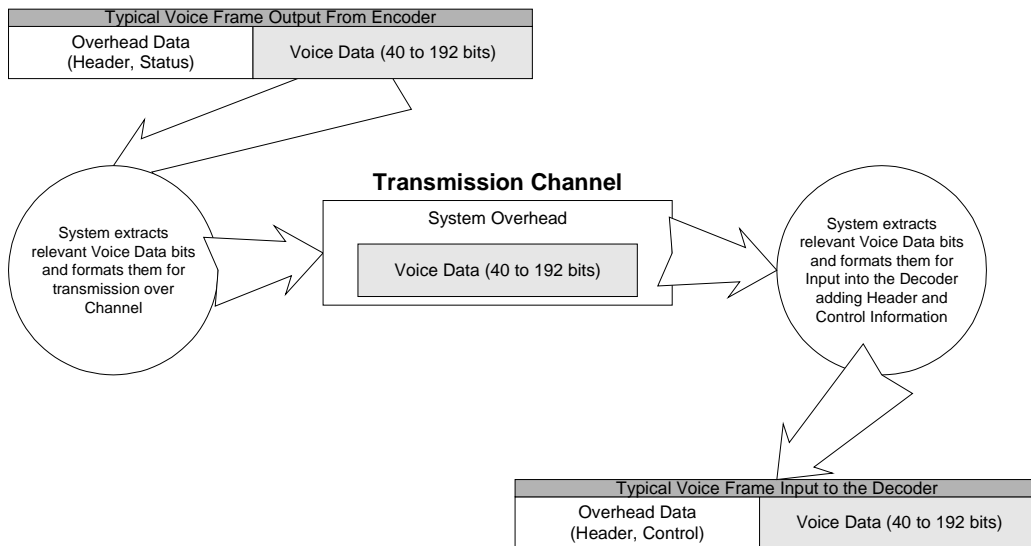 Typical Voice Frame Output From Encoder
Overhead Data
(Header, Status)
Voice Data (40 to 192 bits)
System extracts
relevant Voice Data bits
and formats them for
transmission over
Channel
Transmission Channel
System Overhead
Voice Data (40 to 192 bits)
System extracts
relevant Voice Data bits
and formats them for
Input into the Decoder
adding Header and
Control Information
Typical Voice Frame Input to the Decoder
Overhead Data
(Header, Control)
Voice Data (40 to 192 bits)